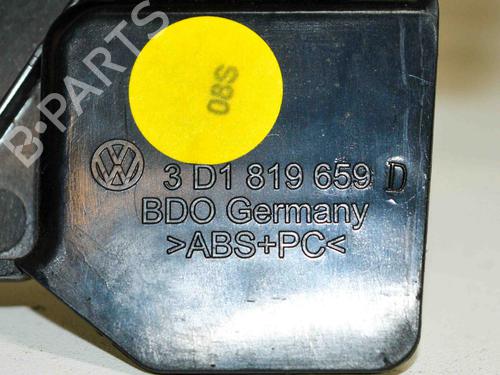 B-PARTS
08S
3 D1 819 659 D
BDO Germany
>ABS+PC<